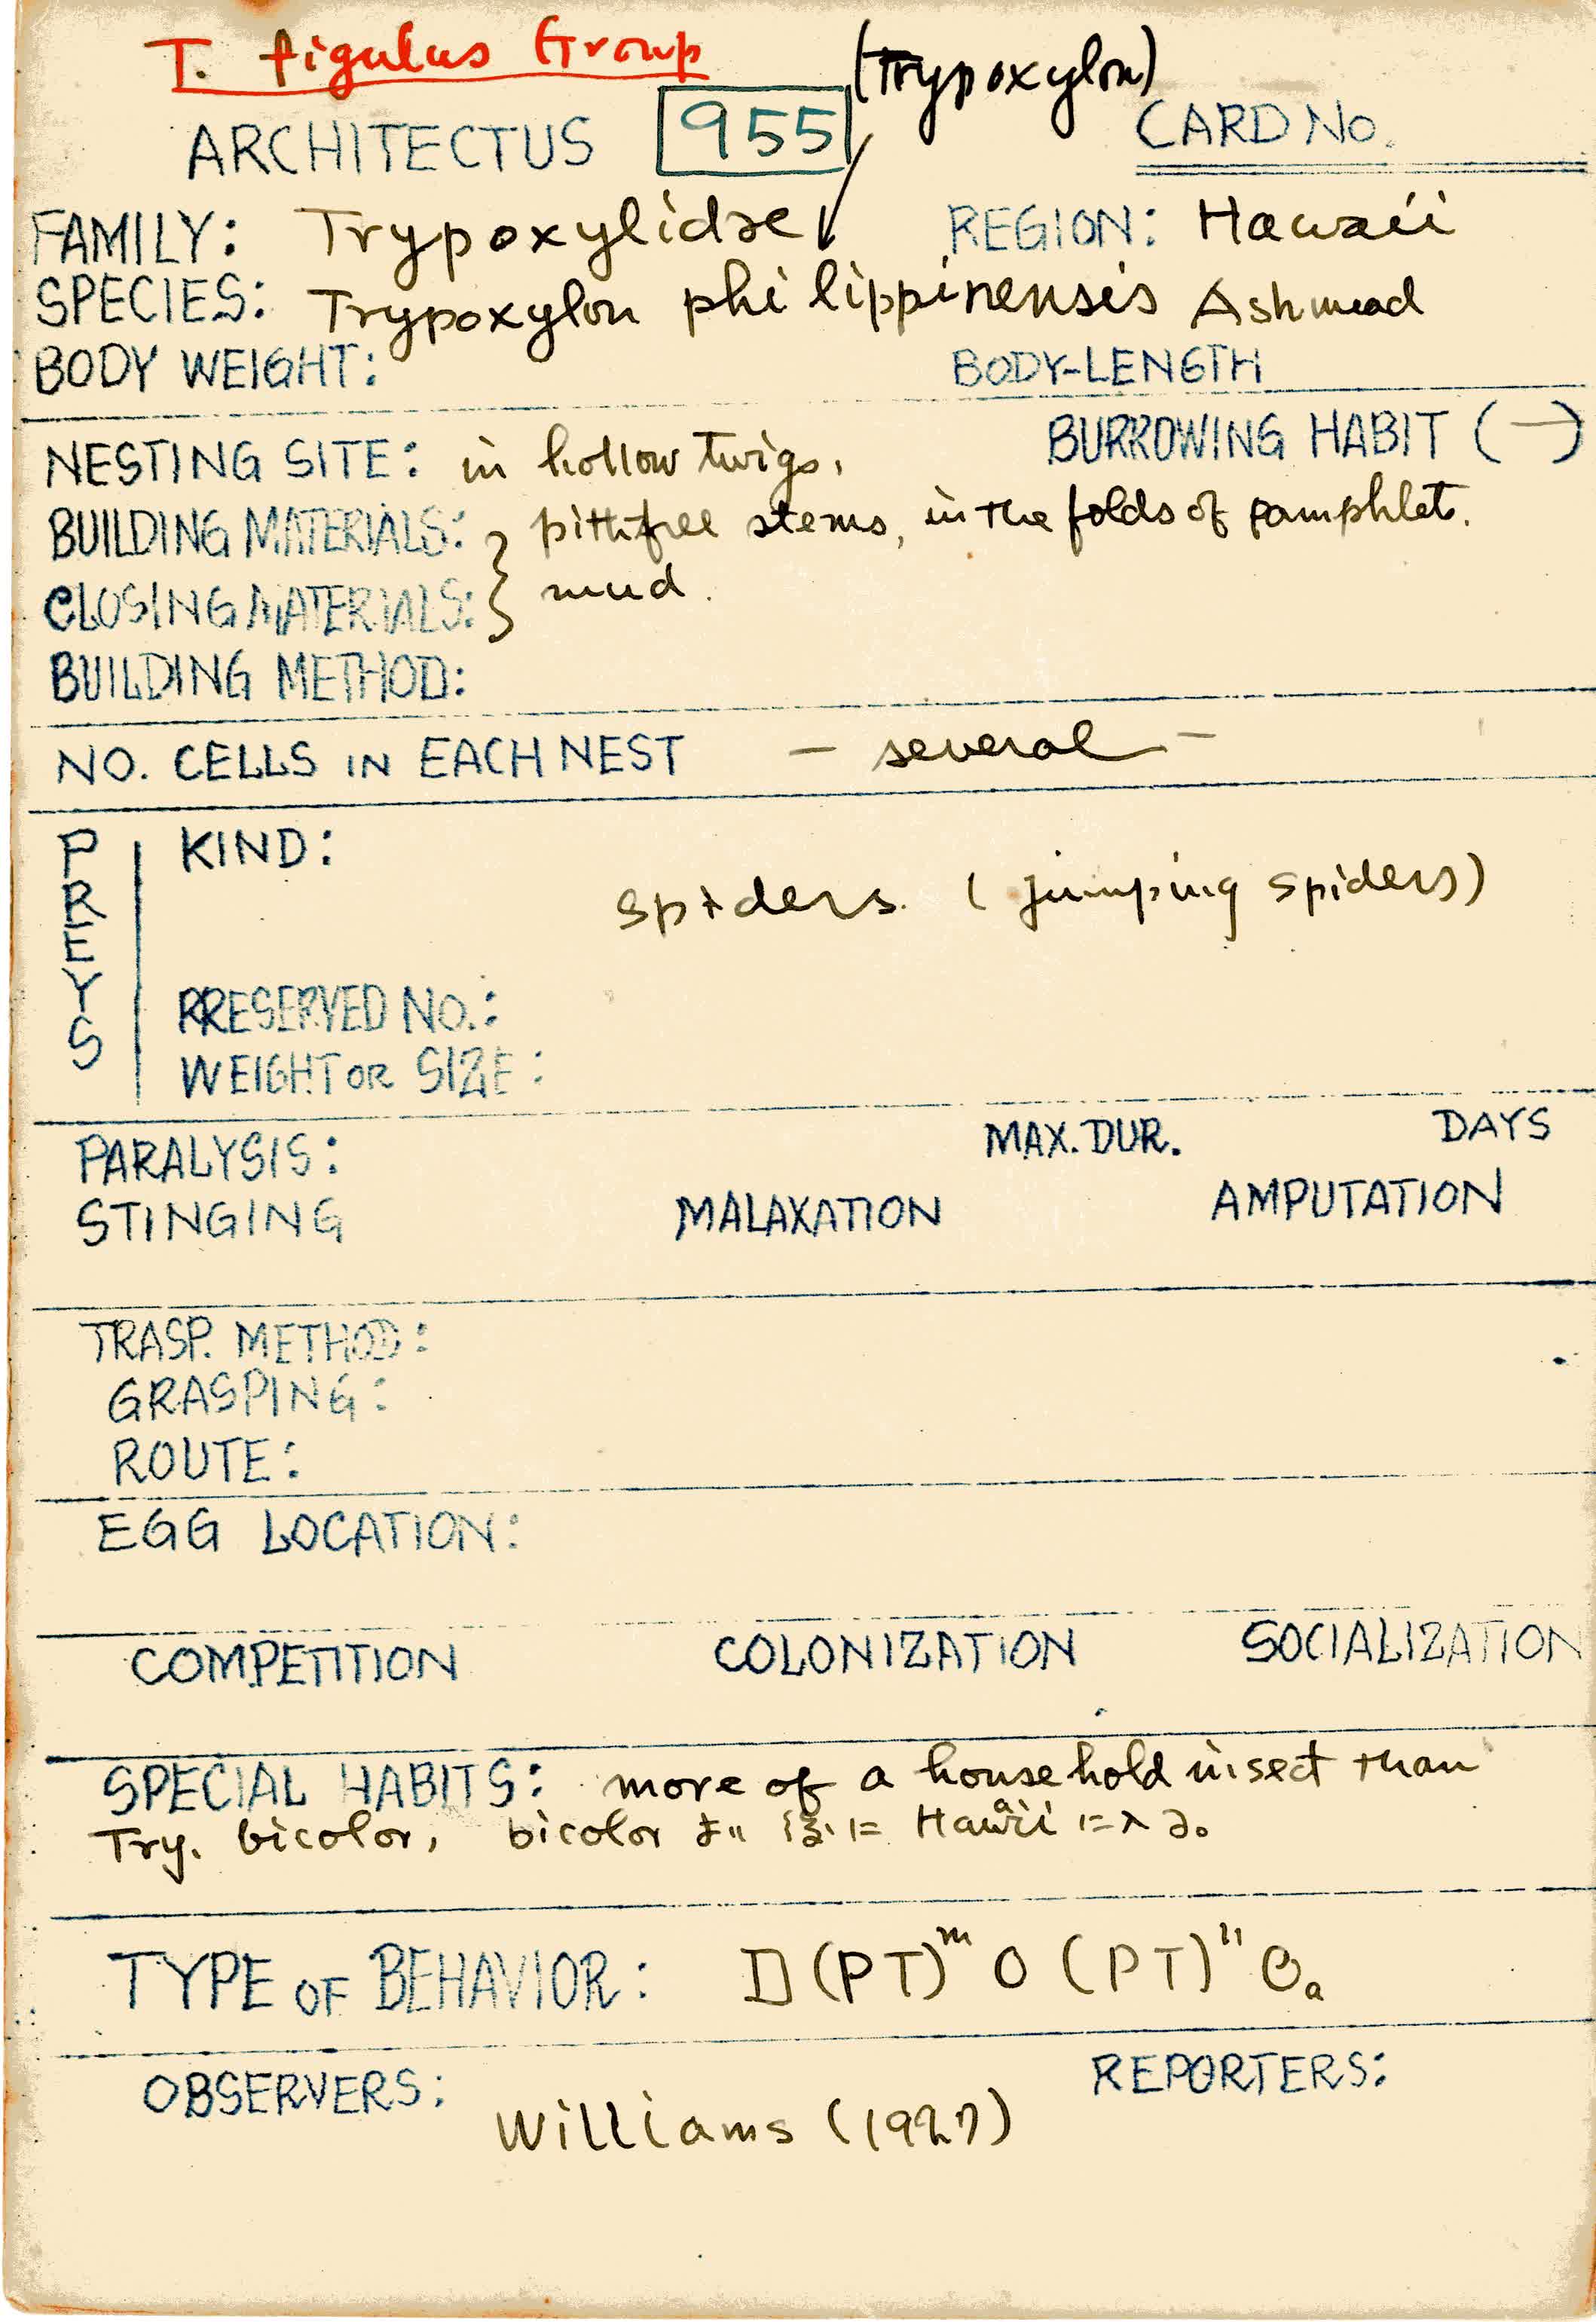 T. figulus Group
(Trypoxylon)
ARCHITECTUS 955 CARD NO.
FAMILY: Trypoxylidae REGION: Hawaii
SPECIES: Trypoxylon philippinensis Ashmead
BODY WEIGHT: BODY-LENGTH
BURROWING HABIT (-)
NESTING SITE: in hollow twigs,
BUILDING MATERIALS: pithfree stems, in the folds of pamphlets.
CLOSING MATERIALS: mud.
BUILDING METHOD:
NO. CELLS IN EACH NEST - several -
PREYS
KIND:
spiders. (jumping spiders)
PRESERVED NO.:
WEIGHT OR SIZE:
PARALYSIS: MAX. DUR. DAYS
STINGING MALAXATION AMPUTATION
TRASP. METHOD:
GRASPING:
ROUTE:
EGG LOCATION:
COMPETITION COLONIZATION SOCIALIZATION
SPECIAL HABITS: more of a household insect than
Try. bicolor, bicolor より後に Hawaii に入る。
TYPE OF BEHAVIOR: (PT)ᵐ O (PT)ⁿ
OBSERVERS: REPORTERS:
Williams (1927)